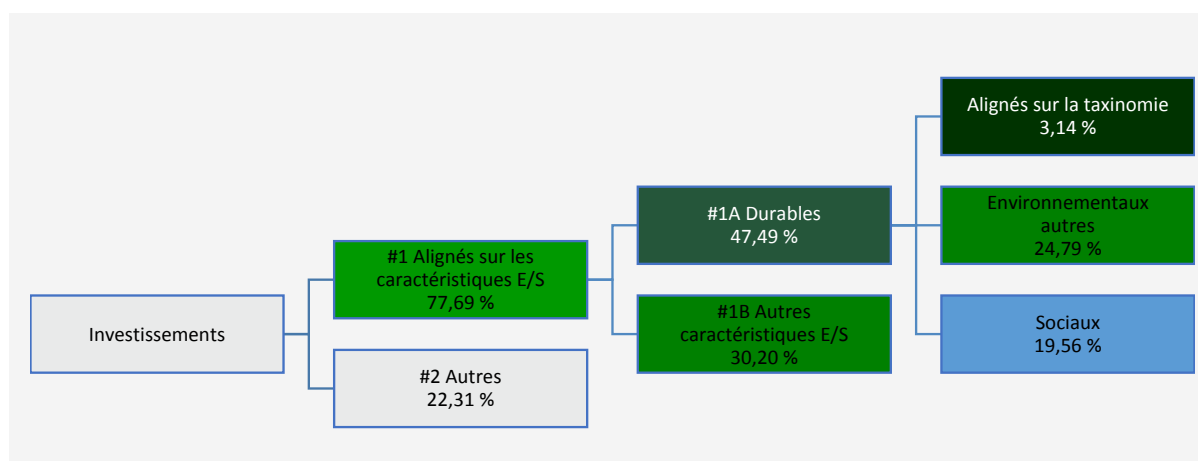 Investissements
#1 Alignés sur les
caractéristiques E/S
77,69 %
#2 Autres
22,31 %
#1A Durables
47,49 %
#1B Autres
caractéristiques E/S
30,20 %
Alignés sur la taxinomie
3,14 %
Environnementaux
autres
24,79 %
Sociaux
19,56 %